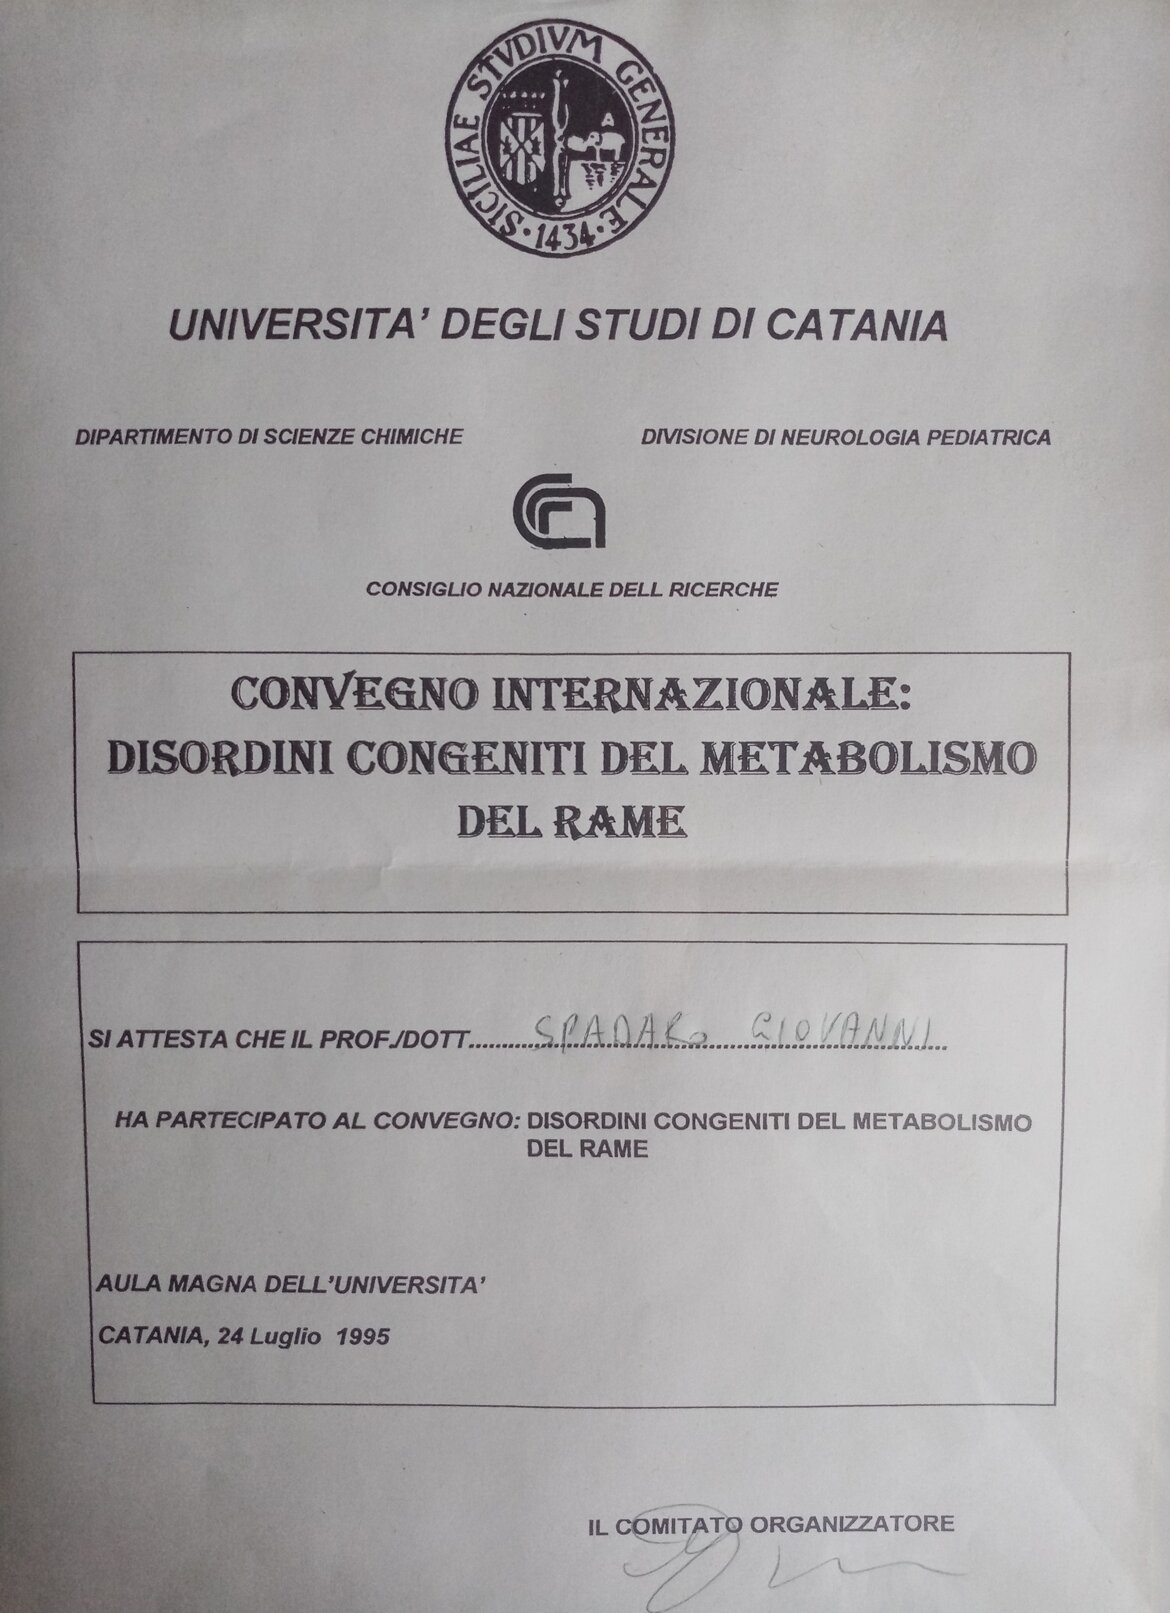 SICILIAE STVDIVM GENERALE
·1434·
UNIVERSITA' DEGLI STUDI DI CATANIA
DIPARTIMENTO DI SCIENZE CHIMICHE
DIVISIONE DI NEUROLOGIA PEDIATRICA
CONSIGLIO NAZIONALE DELL RICERCHE
CONVEGNO INTERNAZIONALE:
DISORDINI CONGENITI DEL METABOLISMO
DEL RAME
SI ATTESTA CHE IL PROF./DOTT.......... SPADARO GIOVANNI
HA PARTECIPATO AL CONVEGNO: DISORDINI CONGENITI DEL METABOLISMO
DEL RAME
AULA MAGNA DELL'UNIVERSITA'
CATANIA, 24 Luglio 1995
IL COMITATO ORGANIZZATORE